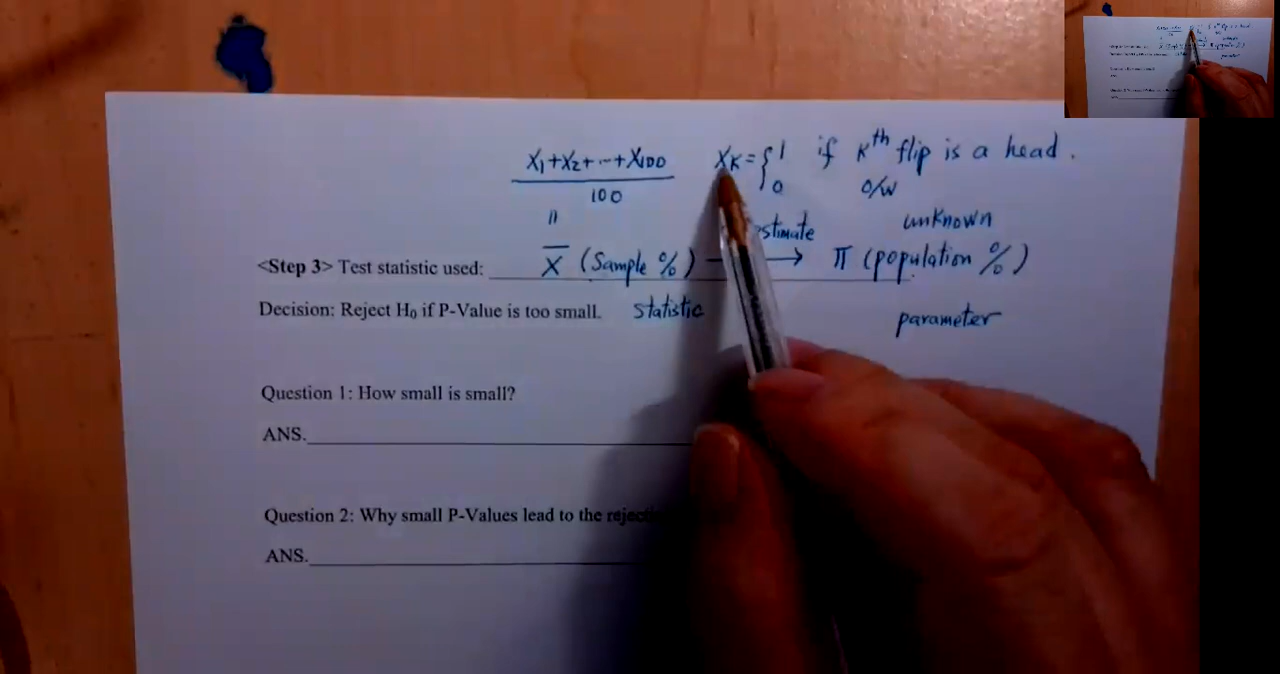 X1+X2+...+X100 XK={1 if Kth flip is a head.
100 0 o/w
|| estimate unknown
<Step 3> Test statistic used: X̄ (Sample %) → π (population %)
Decision: Reject H0 if P-Value is too small. statistic parameter
Question 1: How small is small?
ANS.
Question 2: Why small P-Values lead to the
ANS.